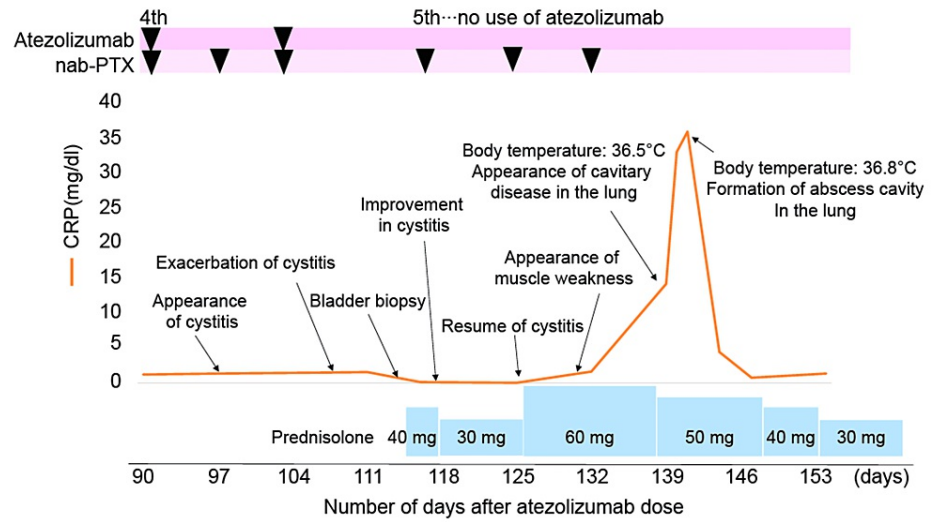 4th
5th···no use of atezolizumab
Atezolizumab
nab-PTX
40
35
30
25
20
15
10
5
0
CRP(mg/dl)
Body temperature: 36.5°C
Appearance of cavitary
disease in the lung
Body temperature: 36.8°C
Formation of abscess cavity
In the lung
Improvement
in cystitis
Appearance of
muscle weakness
Exacerbation of cystitis
Appearance
of cystitis
Bladder biopsy
Resume of cystitis
Prednisolone 40 mg 30 mg 60 mg 50 mg 40 mg 30 mg
90 97 104 111 118 125 132 139 146 153 (days)
Number of days after atezolizumab dose